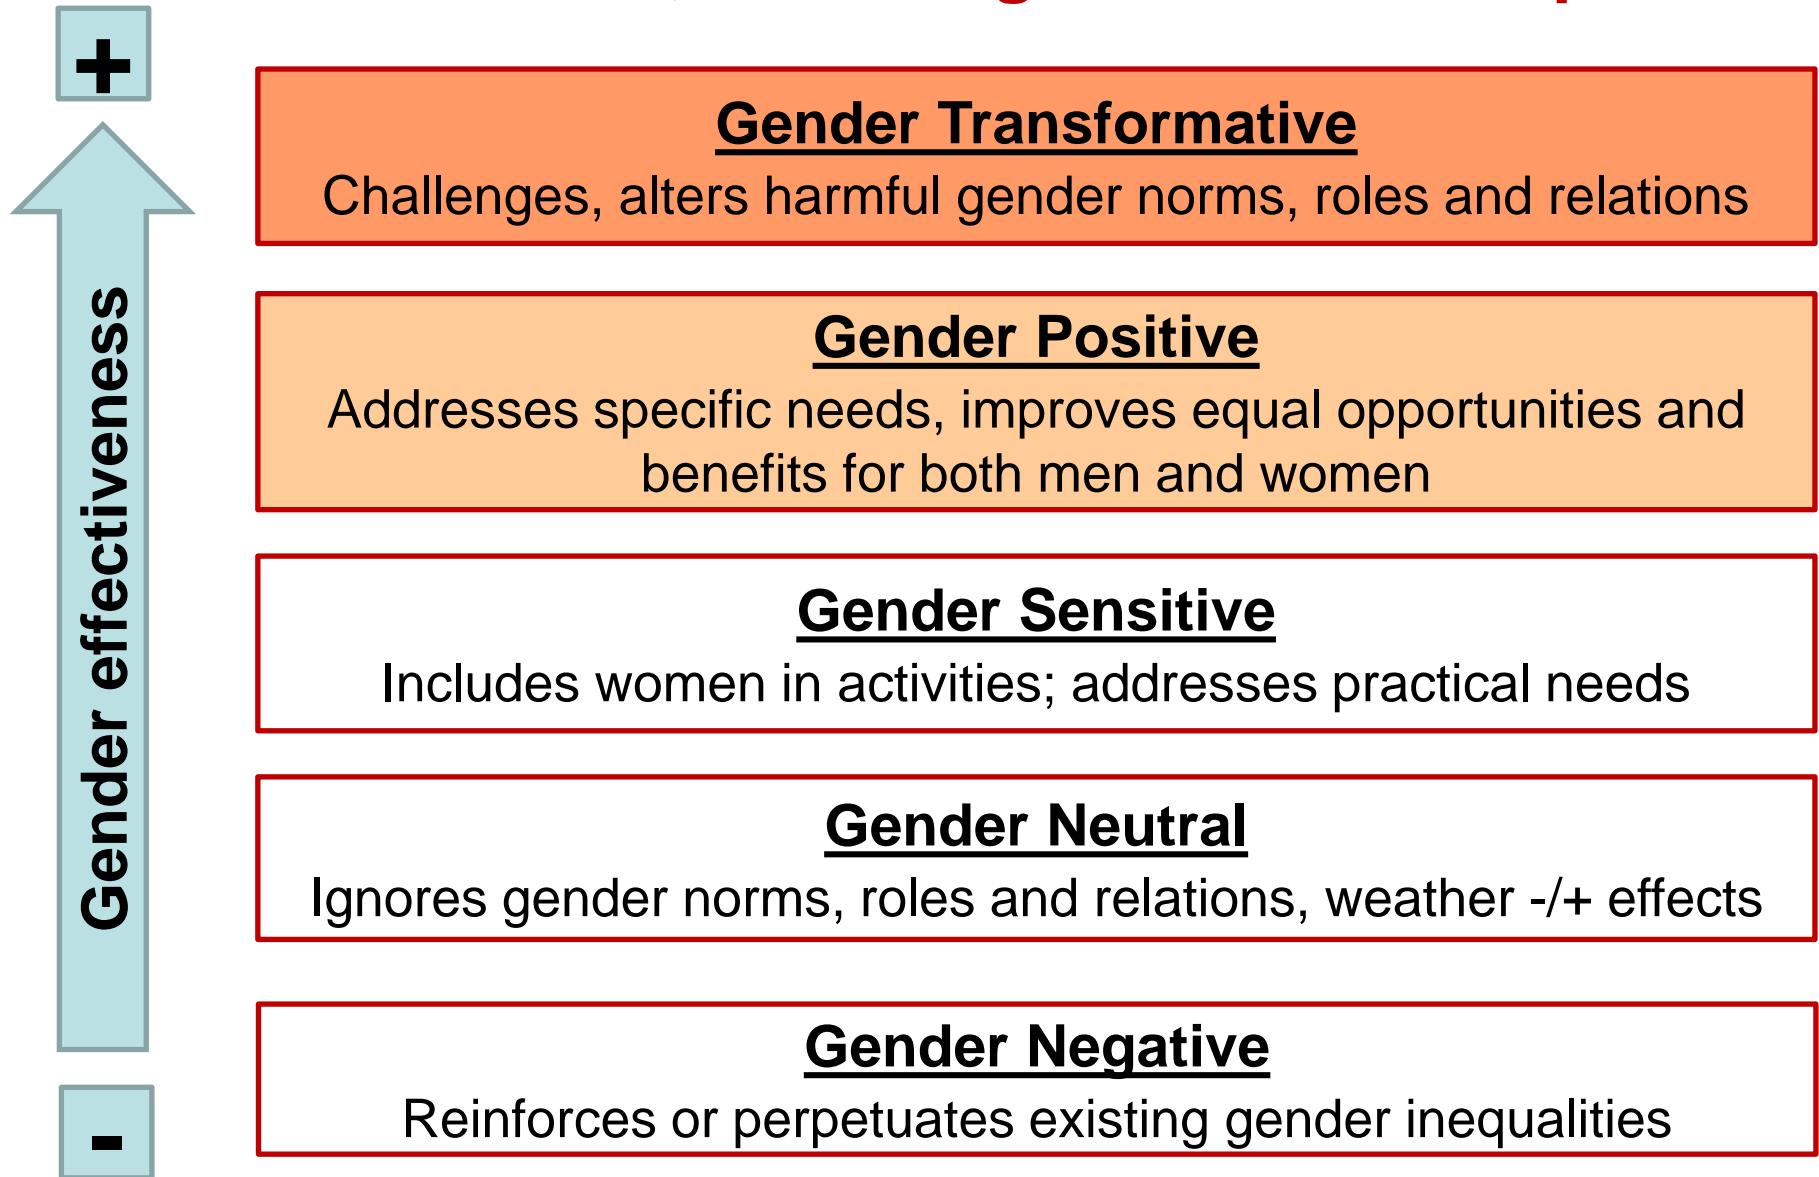 +
Gender Transformative
Challenges, alters harmful gender norms, roles and relations
Gender Positive
Addresses specific needs, improves equal opportunities and
benefits for both men and women
Gender Sensitive
Includes women in activities; addresses practical needs
Gender Neutral
Ignores gender norms, roles and relations, weather -/+ effects
Gender Negative
Reinforces or perpetuates existing gender inequalities
Gender effectiveness
-